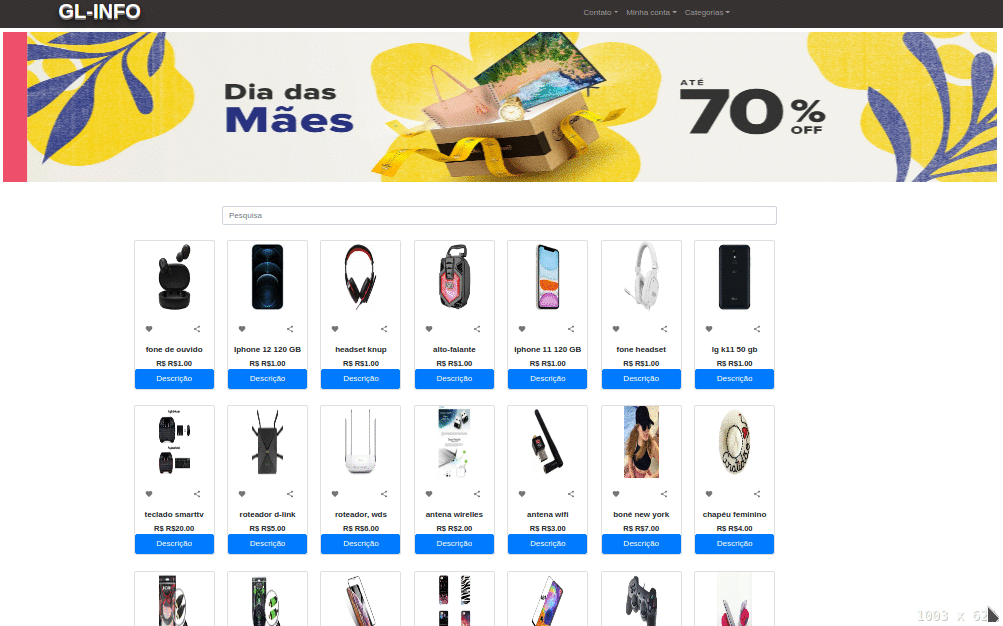 GL-INFO
Contato Minha conta Categorias
Dia das
Mães
ATÉ
70%
OFF
Pesquisa
fone de ouvido Iphone 12 120 GB headset knup alto-falante iphone 11 120 GB fone headset lg k11 50 gb
R$ R$1.00 R$ R$1.00 R$ R$1.00 R$ R$1.00 R$ R$1.00 R$ R$1.00 R$ R$1.00
Descrição Descrição Descrição Descrição Descrição Descrição Descrição
teclado smarttv roteador d-link roteador, wds antena wirelles antena wifi boné new york chapéu feminino
R$ R$20.00 R$ R$5.00 R$ R$6.00 R$ R$2.00 R$ R$3.00 R$ R$7.00 R$ R$4.00
Descrição Descrição Descrição Descrição Descrição Descrição Descrição
1003 x 62